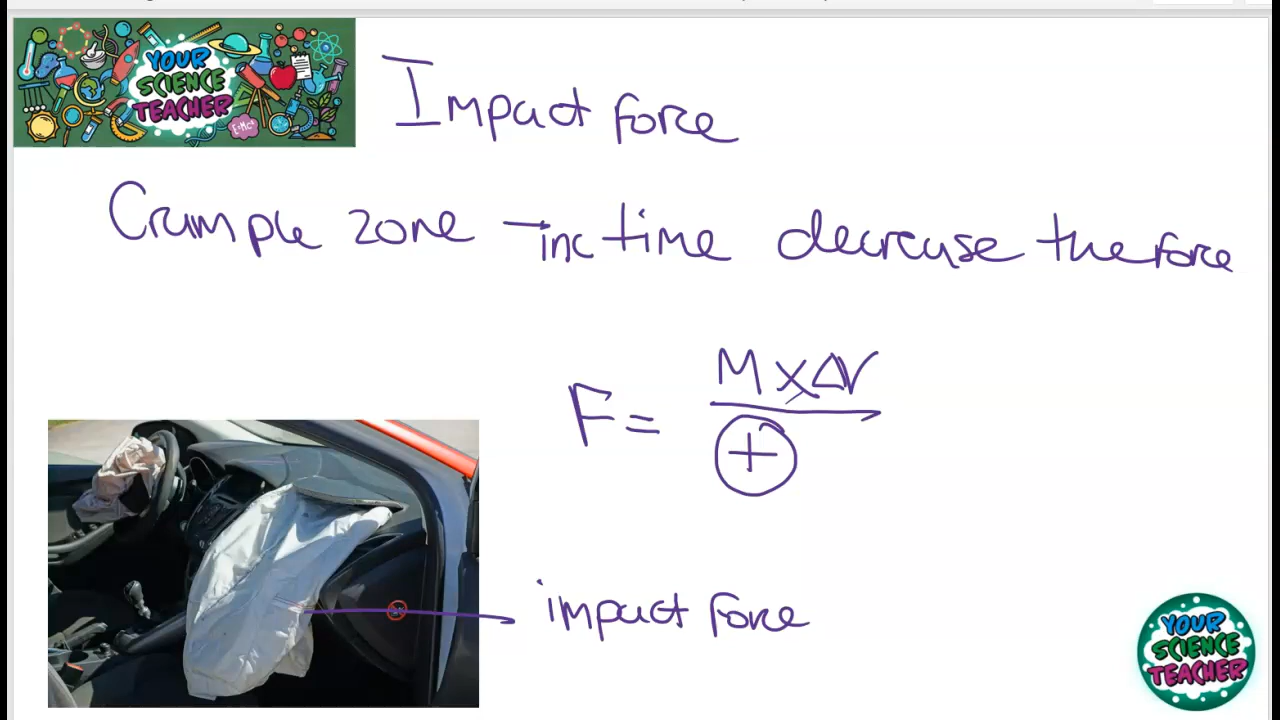 YOUR
SCIENCE
TEACHER
Impact force
Crumple zone - inc time decrease the force
F = M x ΔV
t
impact force
YOUR
SCIENCE
TEACHER